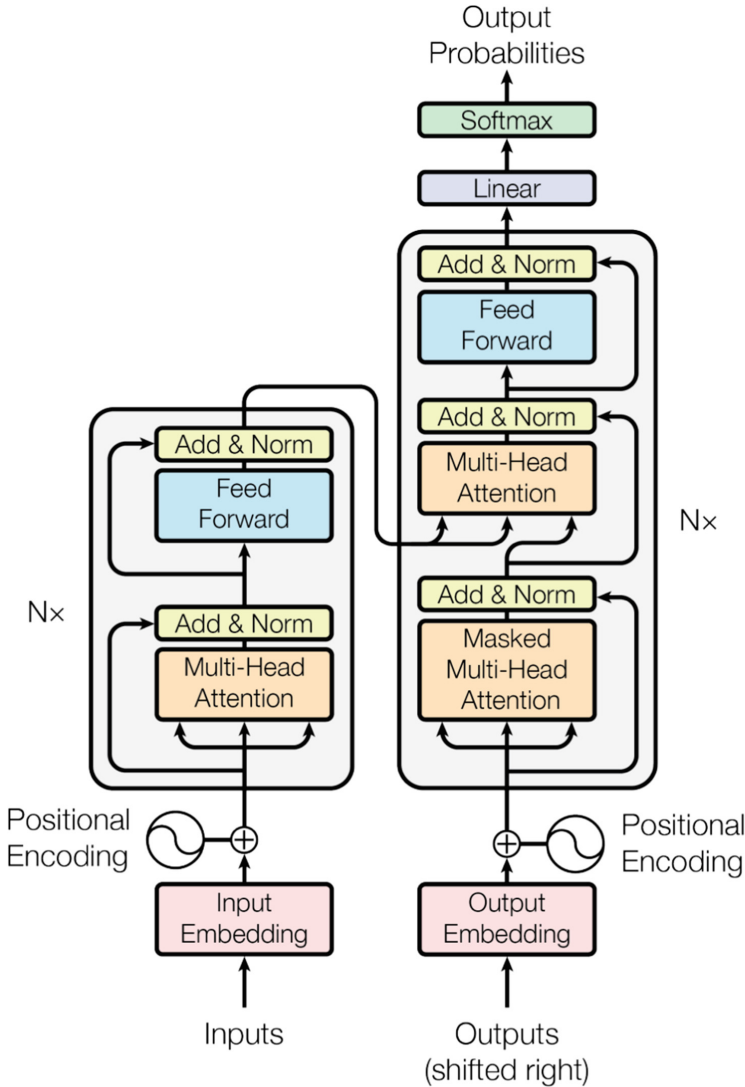 Output
Probabilities
Softmax
Linear
Add & Norm
Feed
Forward
Add & Norm
Multi-Head
Attention
Add & Norm
Masked
Multi-Head
Attention
Nx
Add & Norm
Feed
Forward
Add & Norm
Multi-Head
Attention
Nx
Positional
Encoding
Positional
Encoding
Input
Embedding
Output
Embedding
Inputs
Outputs
(shifted right)